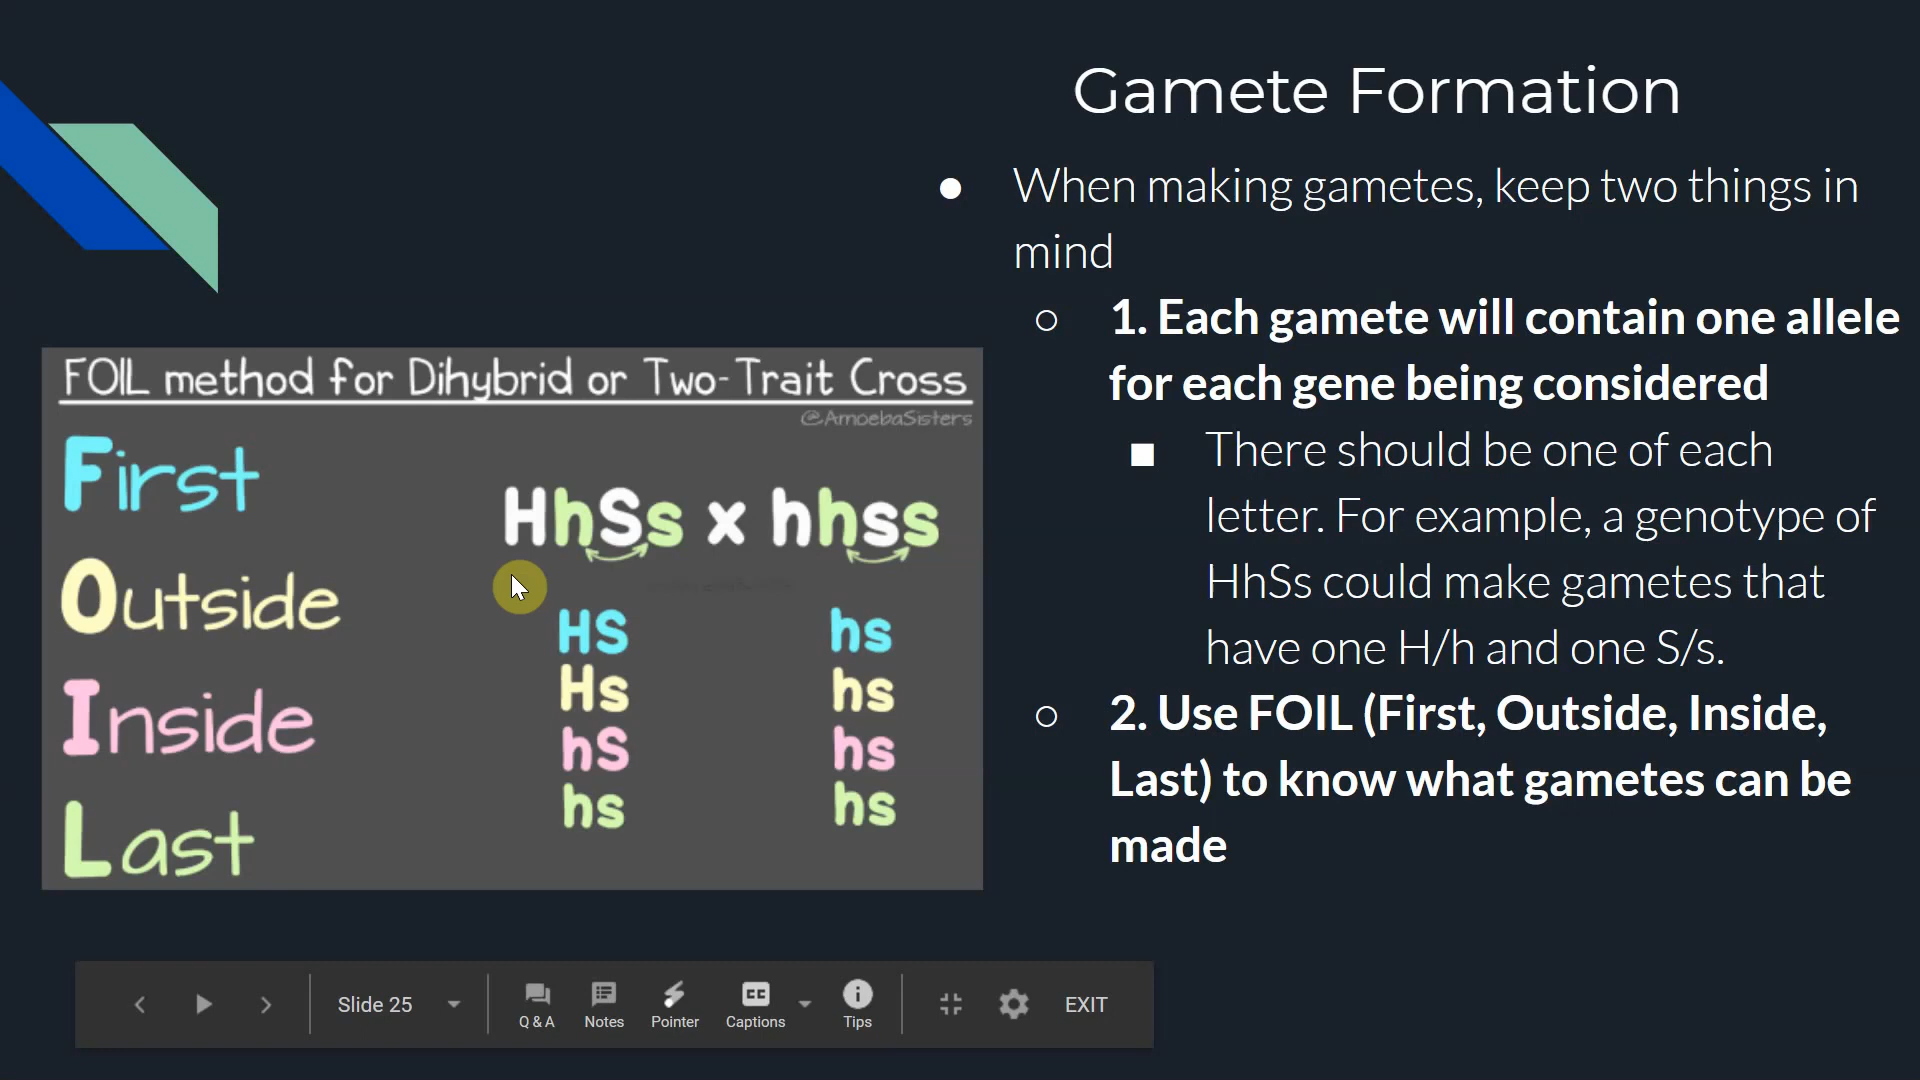 Gamete Formation
● When making gametes, keep two things in
mind
○ 1. Each gamete will contain one allele
for each gene being considered
■ There should be one of each
letter. For example, a genotype of
HhSs could make gametes that
have one H/h and one S/s.
○ 2. Use FOIL (First, Outside, Inside,
Last) to know what gametes can be
made
FOIL method for Dihybrid or Two-Trait Cross
@AmoebaSisters
First
Outside
Inside
Last
HhSs x hhss
HS hs
Hs hs
hS hs
hs hs
Slide 25
Q & A
Notes
Pointer
CC
Captions
Tips
EXIT